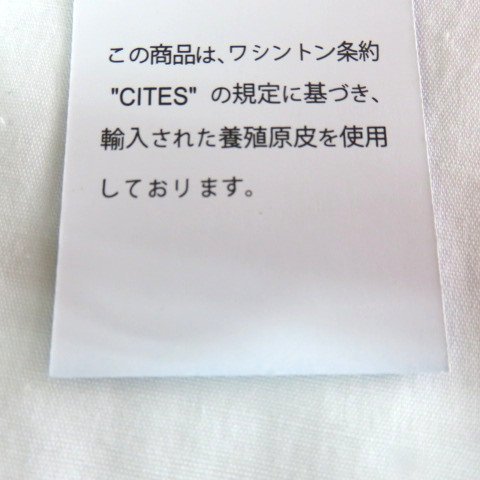 この商品は、ワシントン条約
"CITES" の規定に基づき、
輸入された養殖原皮を使用
しております。